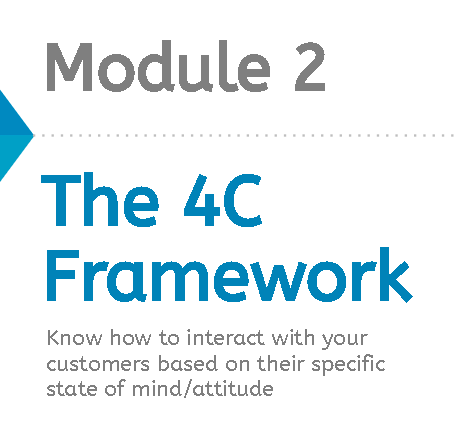 Module 2
The 4C
Framework
Know how to interact with your
customers based on their specific
state of mind/attitude